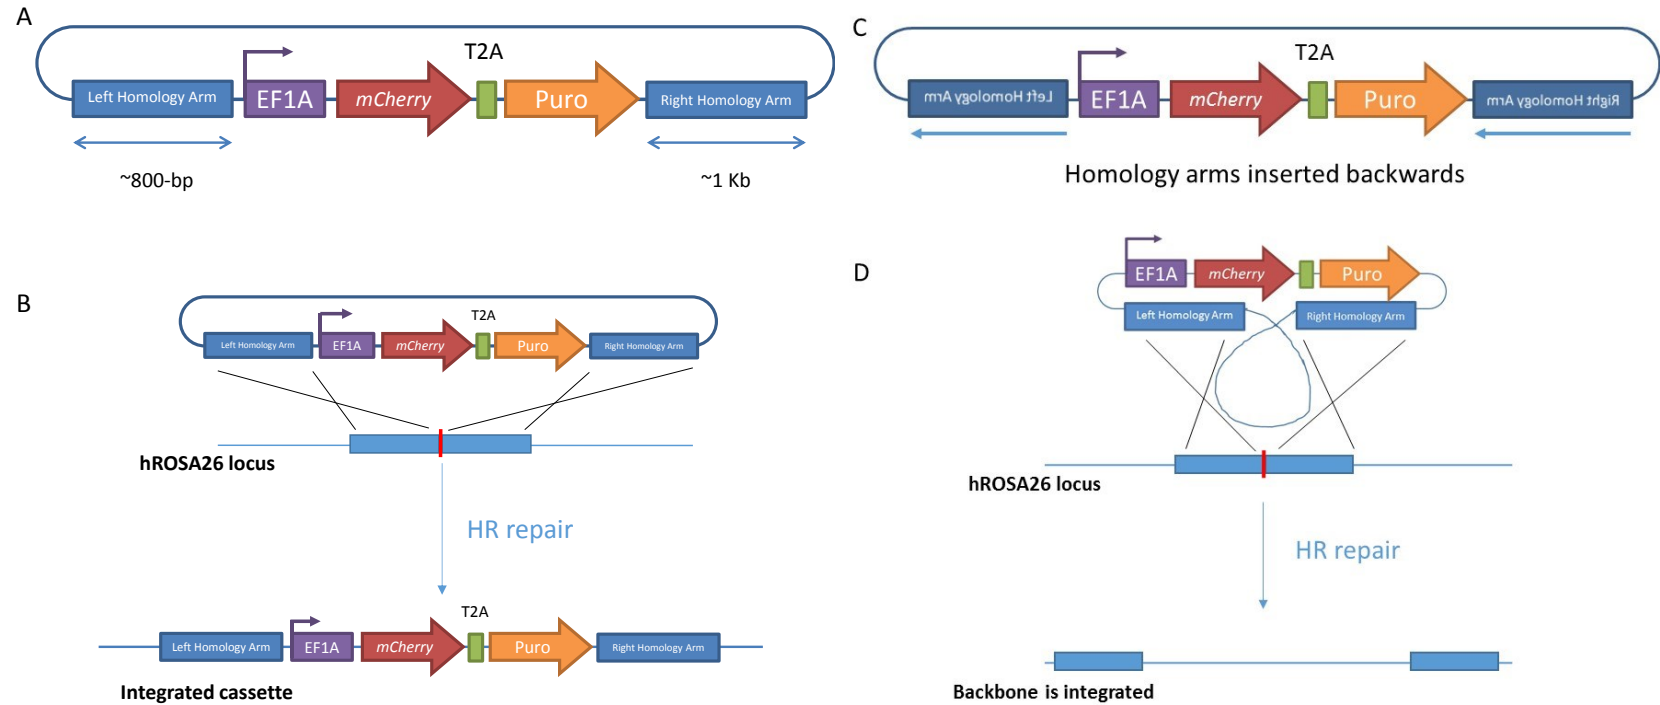 A
T2A
Left Homology Arm
EF1A
mCherry
Puro
Right Homology Arm
~800-bp
~1 Kb
B
T2A
Left Homology Arm
EF1A
mCherry
Puro
Right Homology Arm
hROSA26 locus
HR repair
T2A
Left Homology Arm
EF1A
mCherry
Puro
Right Homology Arm
Integrated cassette
C
T2A
Left Homology Arm
EF1A
mCherry
Puro
Right Homology Arm
Homology arms inserted backwards
D
EF1A
mCherry
Puro
Left Homology Arm
Right Homology Arm
hROSA26 locus
HR repair
Backbone is integrated